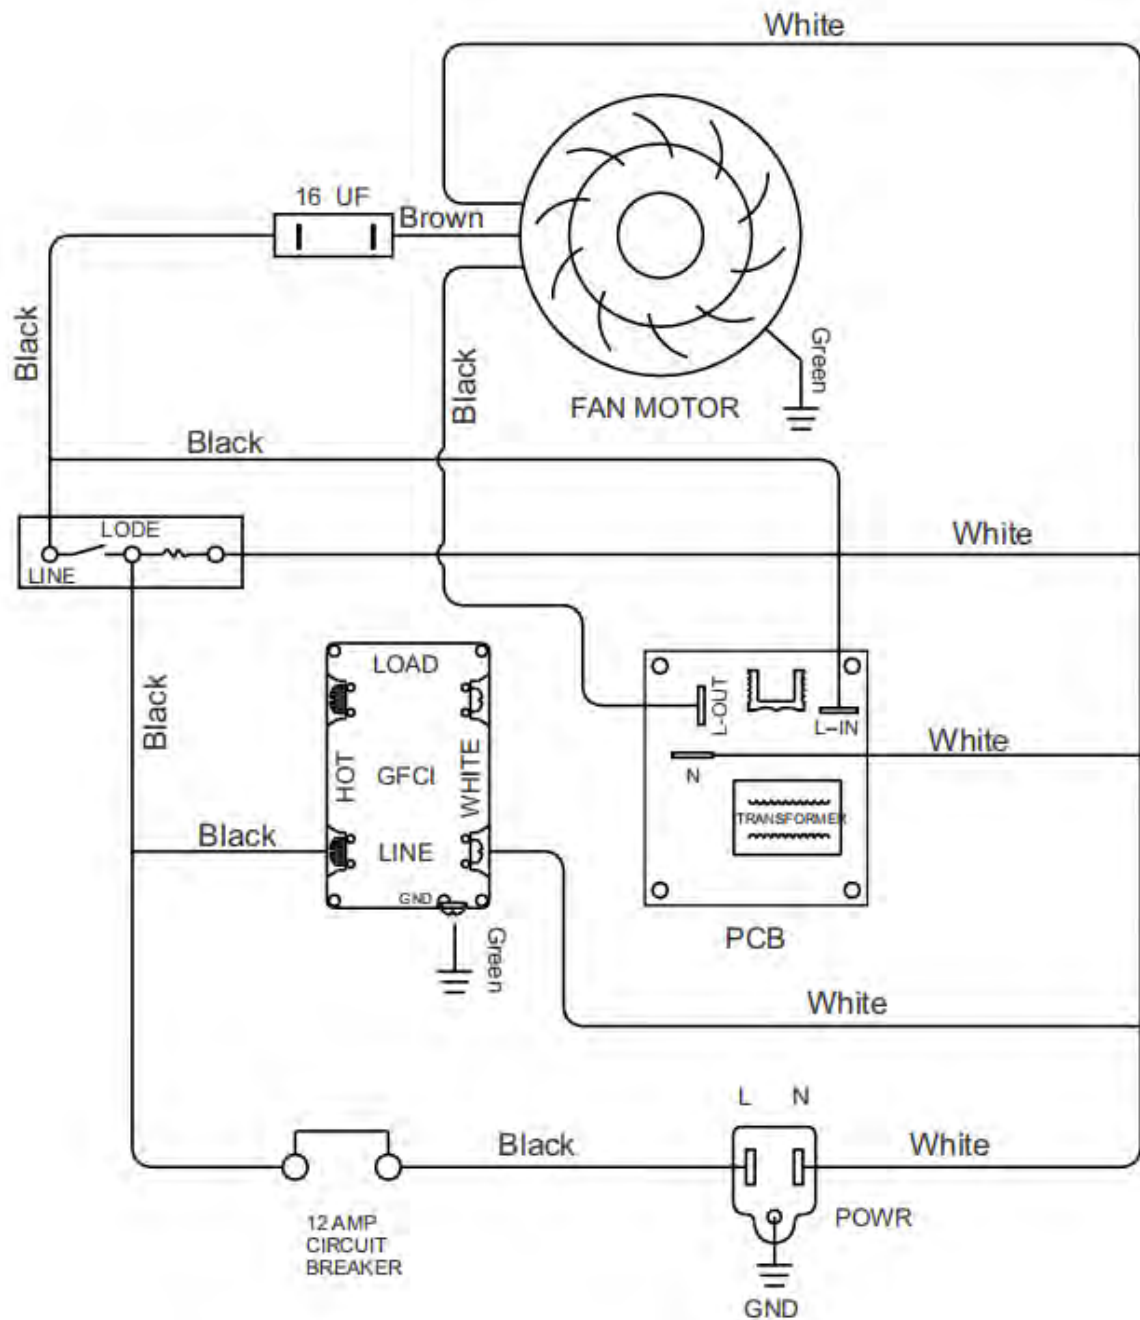 White
16 UF
Brown
Black
Black
Green
FAN MOTOR
Black
LODE
LINE
White
Black
LOAD
HOT
GFCI
WHITE
LINE
GND
Green
Black
L-OUT
L-IN
N
White
TRANSFORMER
PCB
White
L N
Black
White
POWR
12 AMP
CIRCUIT
BREAKER
GND